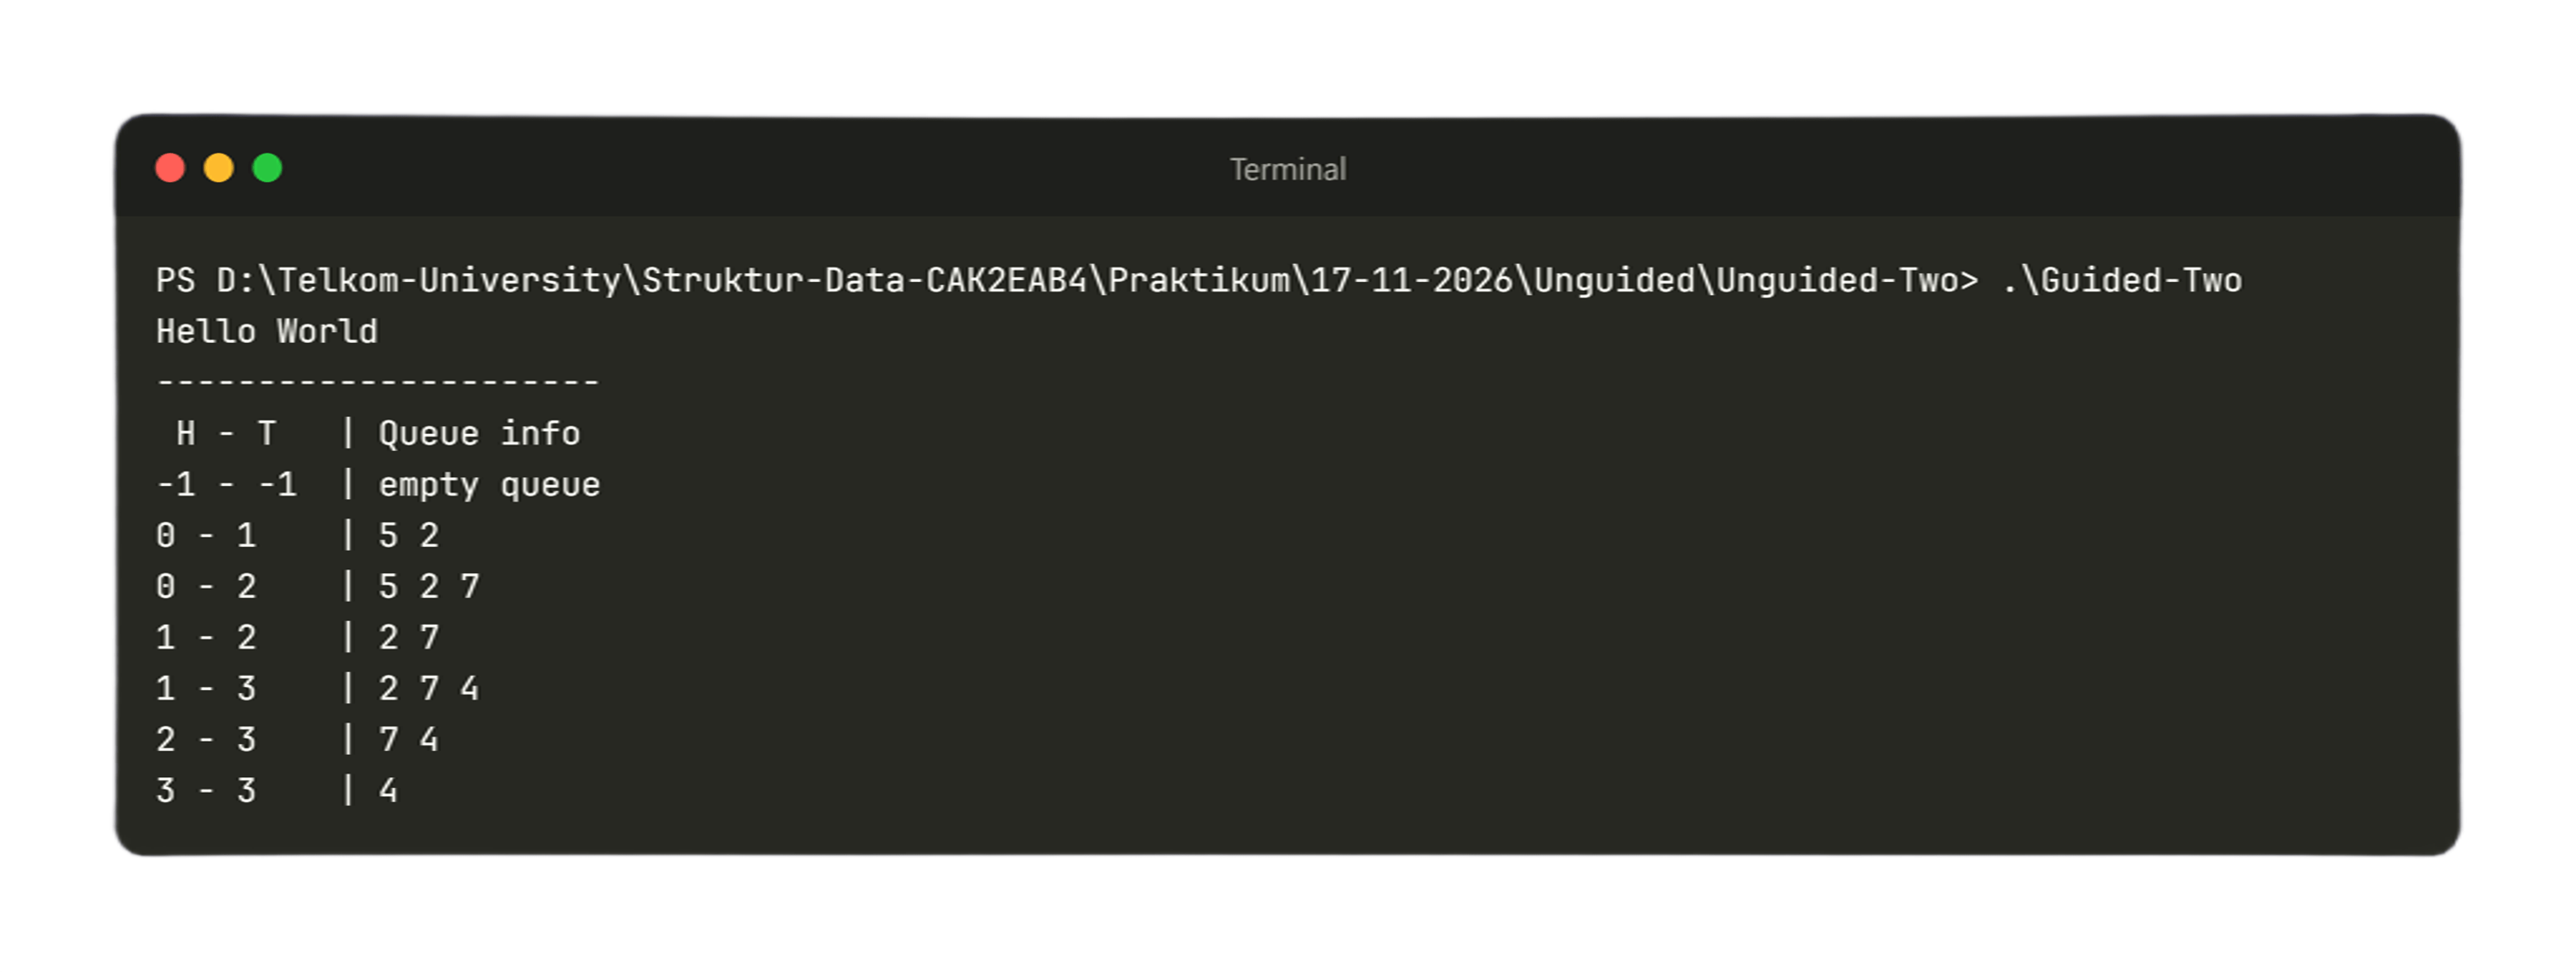 Terminal
PS D:\Telkom-University\Struktur-Data-CAK2EAB4\Praktikum\17-11-2026\Unguided\Unguided-Two> .\Guided-Two
Hello World
----------------------
 H - T   | Queue info
-1 - -1  | empty queue
0 - 1    | 5 2
0 - 2    | 5 2 7
1 - 2    | 2 7
1 - 3    | 2 7 4
2 - 3    | 7 4
3 - 3    | 4